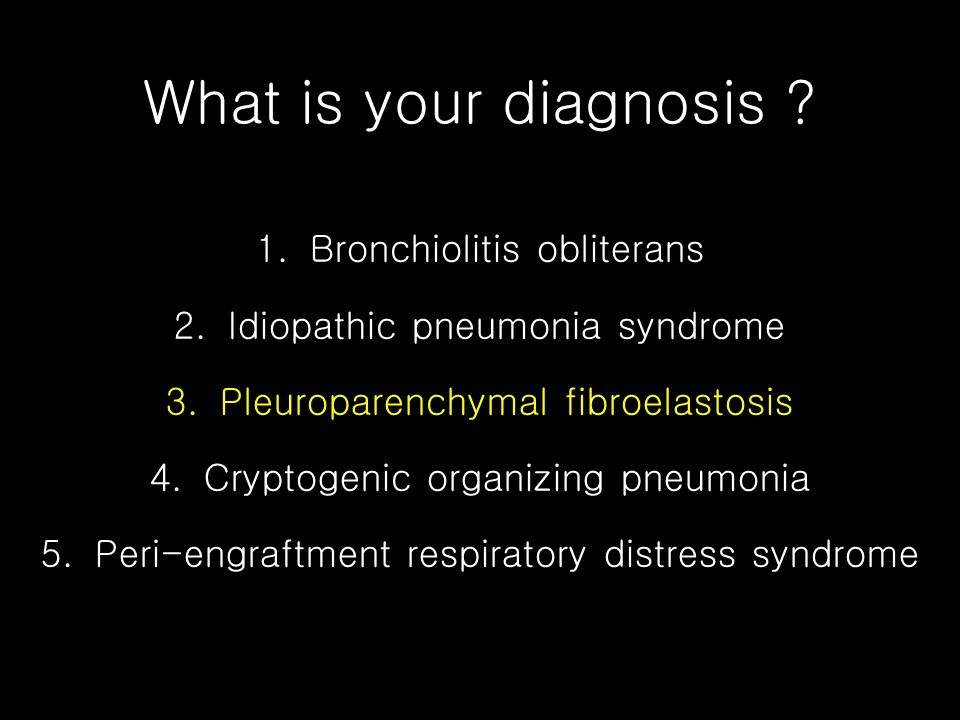 What is your diagnosis ?
1. Bronchiolitis obliterans
2. Idiopathic pneumonia syndrome
3. Pleuroparenchymal fibroelastosis
4. Cryptogenic organizing pneumonia
5. Peri-engraftment respiratory distress syndrome